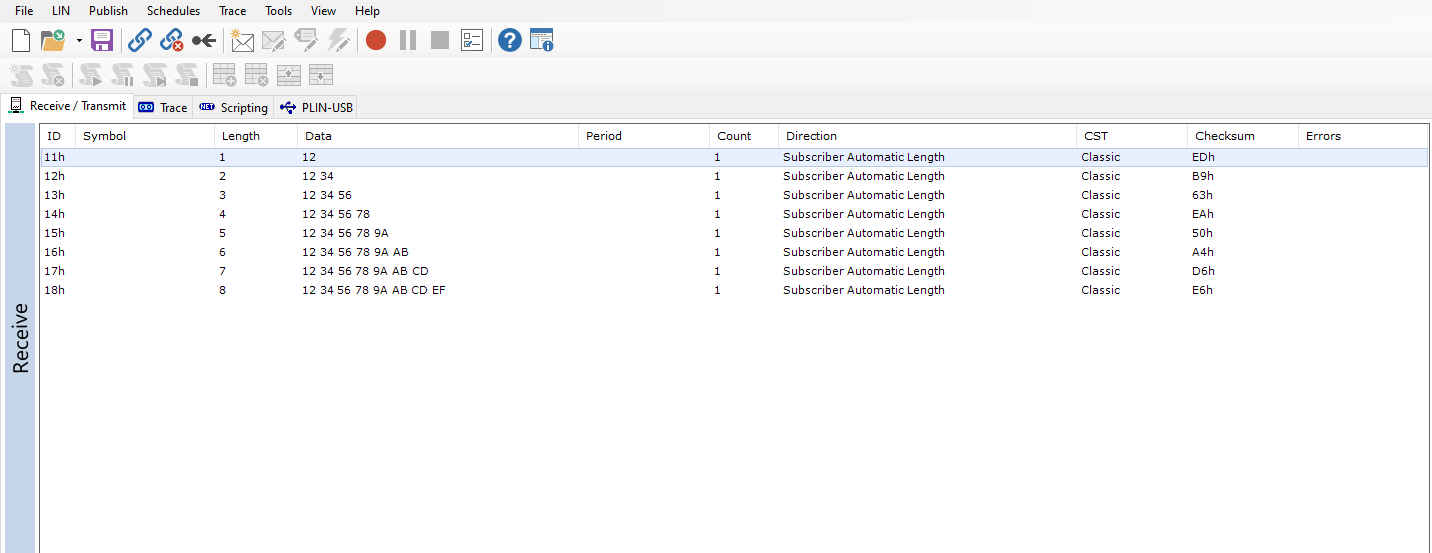 File LIN Publish Schedules Trace Tools View Help
Receive / Transmit Trace NET Scripting PLIN-USB
ID Symbol Length Data Period Count Direction CST Checksum Errors
11h 1 12 1 Subscriber Automatic Length Classic EDh
12h 2 12 34 1 Subscriber Automatic Length Classic B9h
13h 3 12 34 56 1 Subscriber Automatic Length Classic 63h
14h 4 12 34 56 78 1 Subscriber Automatic Length Classic EAh
15h 5 12 34 56 78 9A 1 Subscriber Automatic Length Classic 50h
16h 6 12 34 56 78 9A AB 1 Subscriber Automatic Length Classic A4h
17h 7 12 34 56 78 9A AB CD 1 Subscriber Automatic Length Classic D6h
18h 8 12 34 56 78 9A AB CD EF 1 Subscriber Automatic Length Classic E6h
Receive